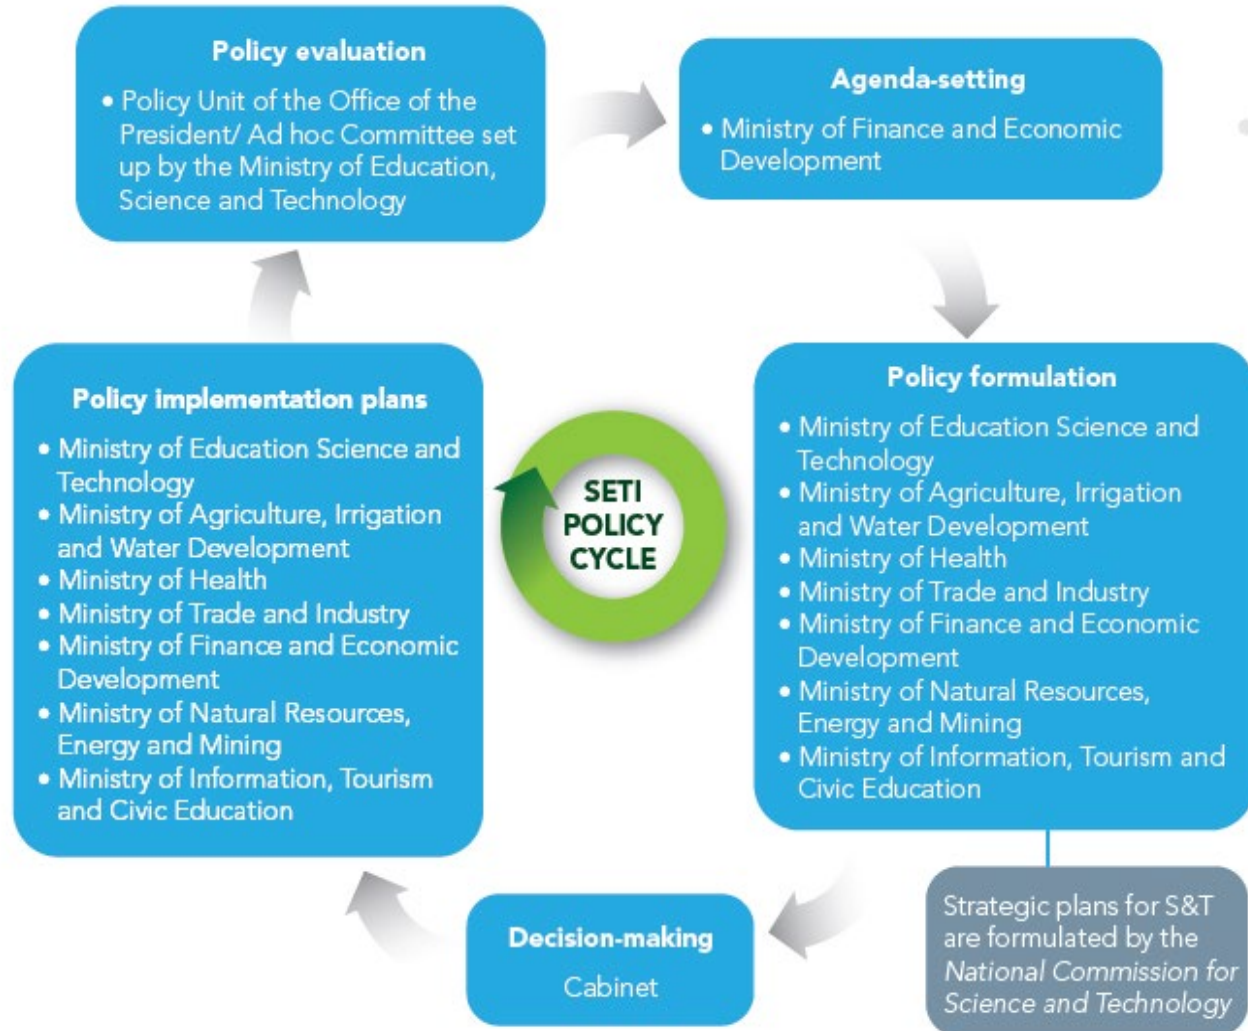 Policy evaluation
• Policy Unit of the Office of the
President/ Ad hoc Committee set
up by the Ministry of Education,
Science and Technology
Agenda-setting
• Ministry of Finance and Economic
Development
Policy formulation
• Ministry of Education Science and
Technology
• Ministry of Agriculture, Irrigation
and Water Development
• Ministry of Health
• Ministry of Trade and Industry
• Ministry of Finance and Economic
Development
• Ministry of Natural Resources,
Energy and Mining
• Ministry of Information, Tourism and
Civic Education
Strategic plans for S&T
are formulated by the
National Commission for
Science and Technology
Decision-making
Cabinet
Policy implementation plans
• Ministry of Education Science and
Technology
• Ministry of Agriculture, Irrigation
and Water Development
• Ministry of Health
• Ministry of Trade and Industry
• Ministry of Finance and Economic
Development
• Ministry of Natural Resources,
Energy and Mining
• Ministry of Information, Tourism
and Civic Education
SETI
POLICY
CYCLE